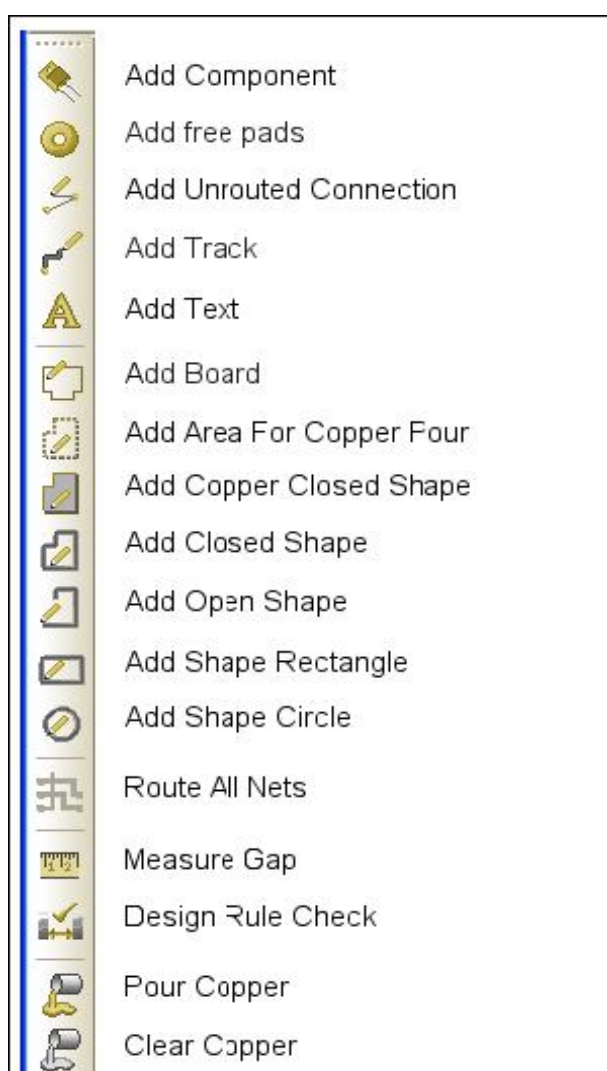 Add Component
Add free pads
Add Unrouted Connection
Add Track
Add Text
Add Board
Add Area For Copper Four
Add Copper Closed Shape
Add Closed Shape
Add Open Shape
Add Shape Rectangle
Add Shape Circle
Route All Nets
Measure Gap
Design Rule Check
Pour Copper
Clear Copper